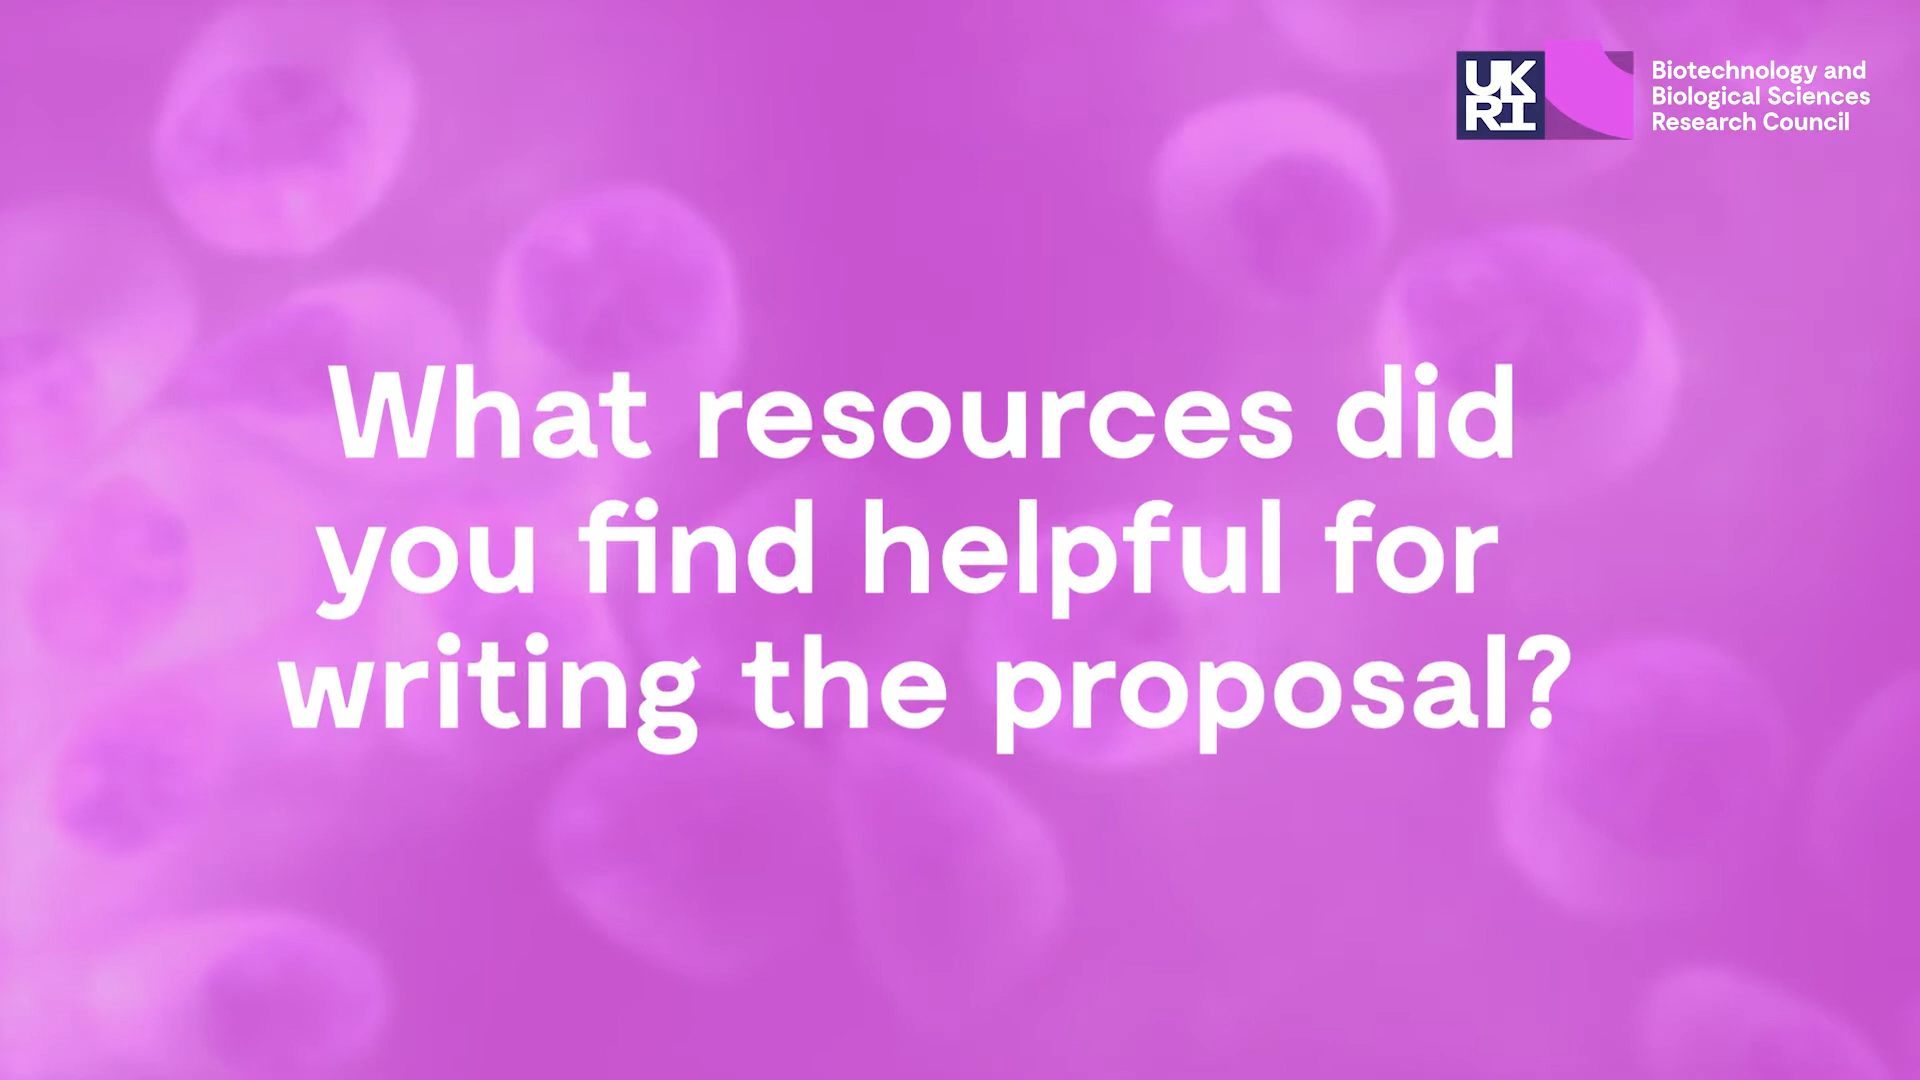 UK
RI
Biotechnology and
Biological Sciences
Research Council
What resources did
you find helpful for
writing the proposal?